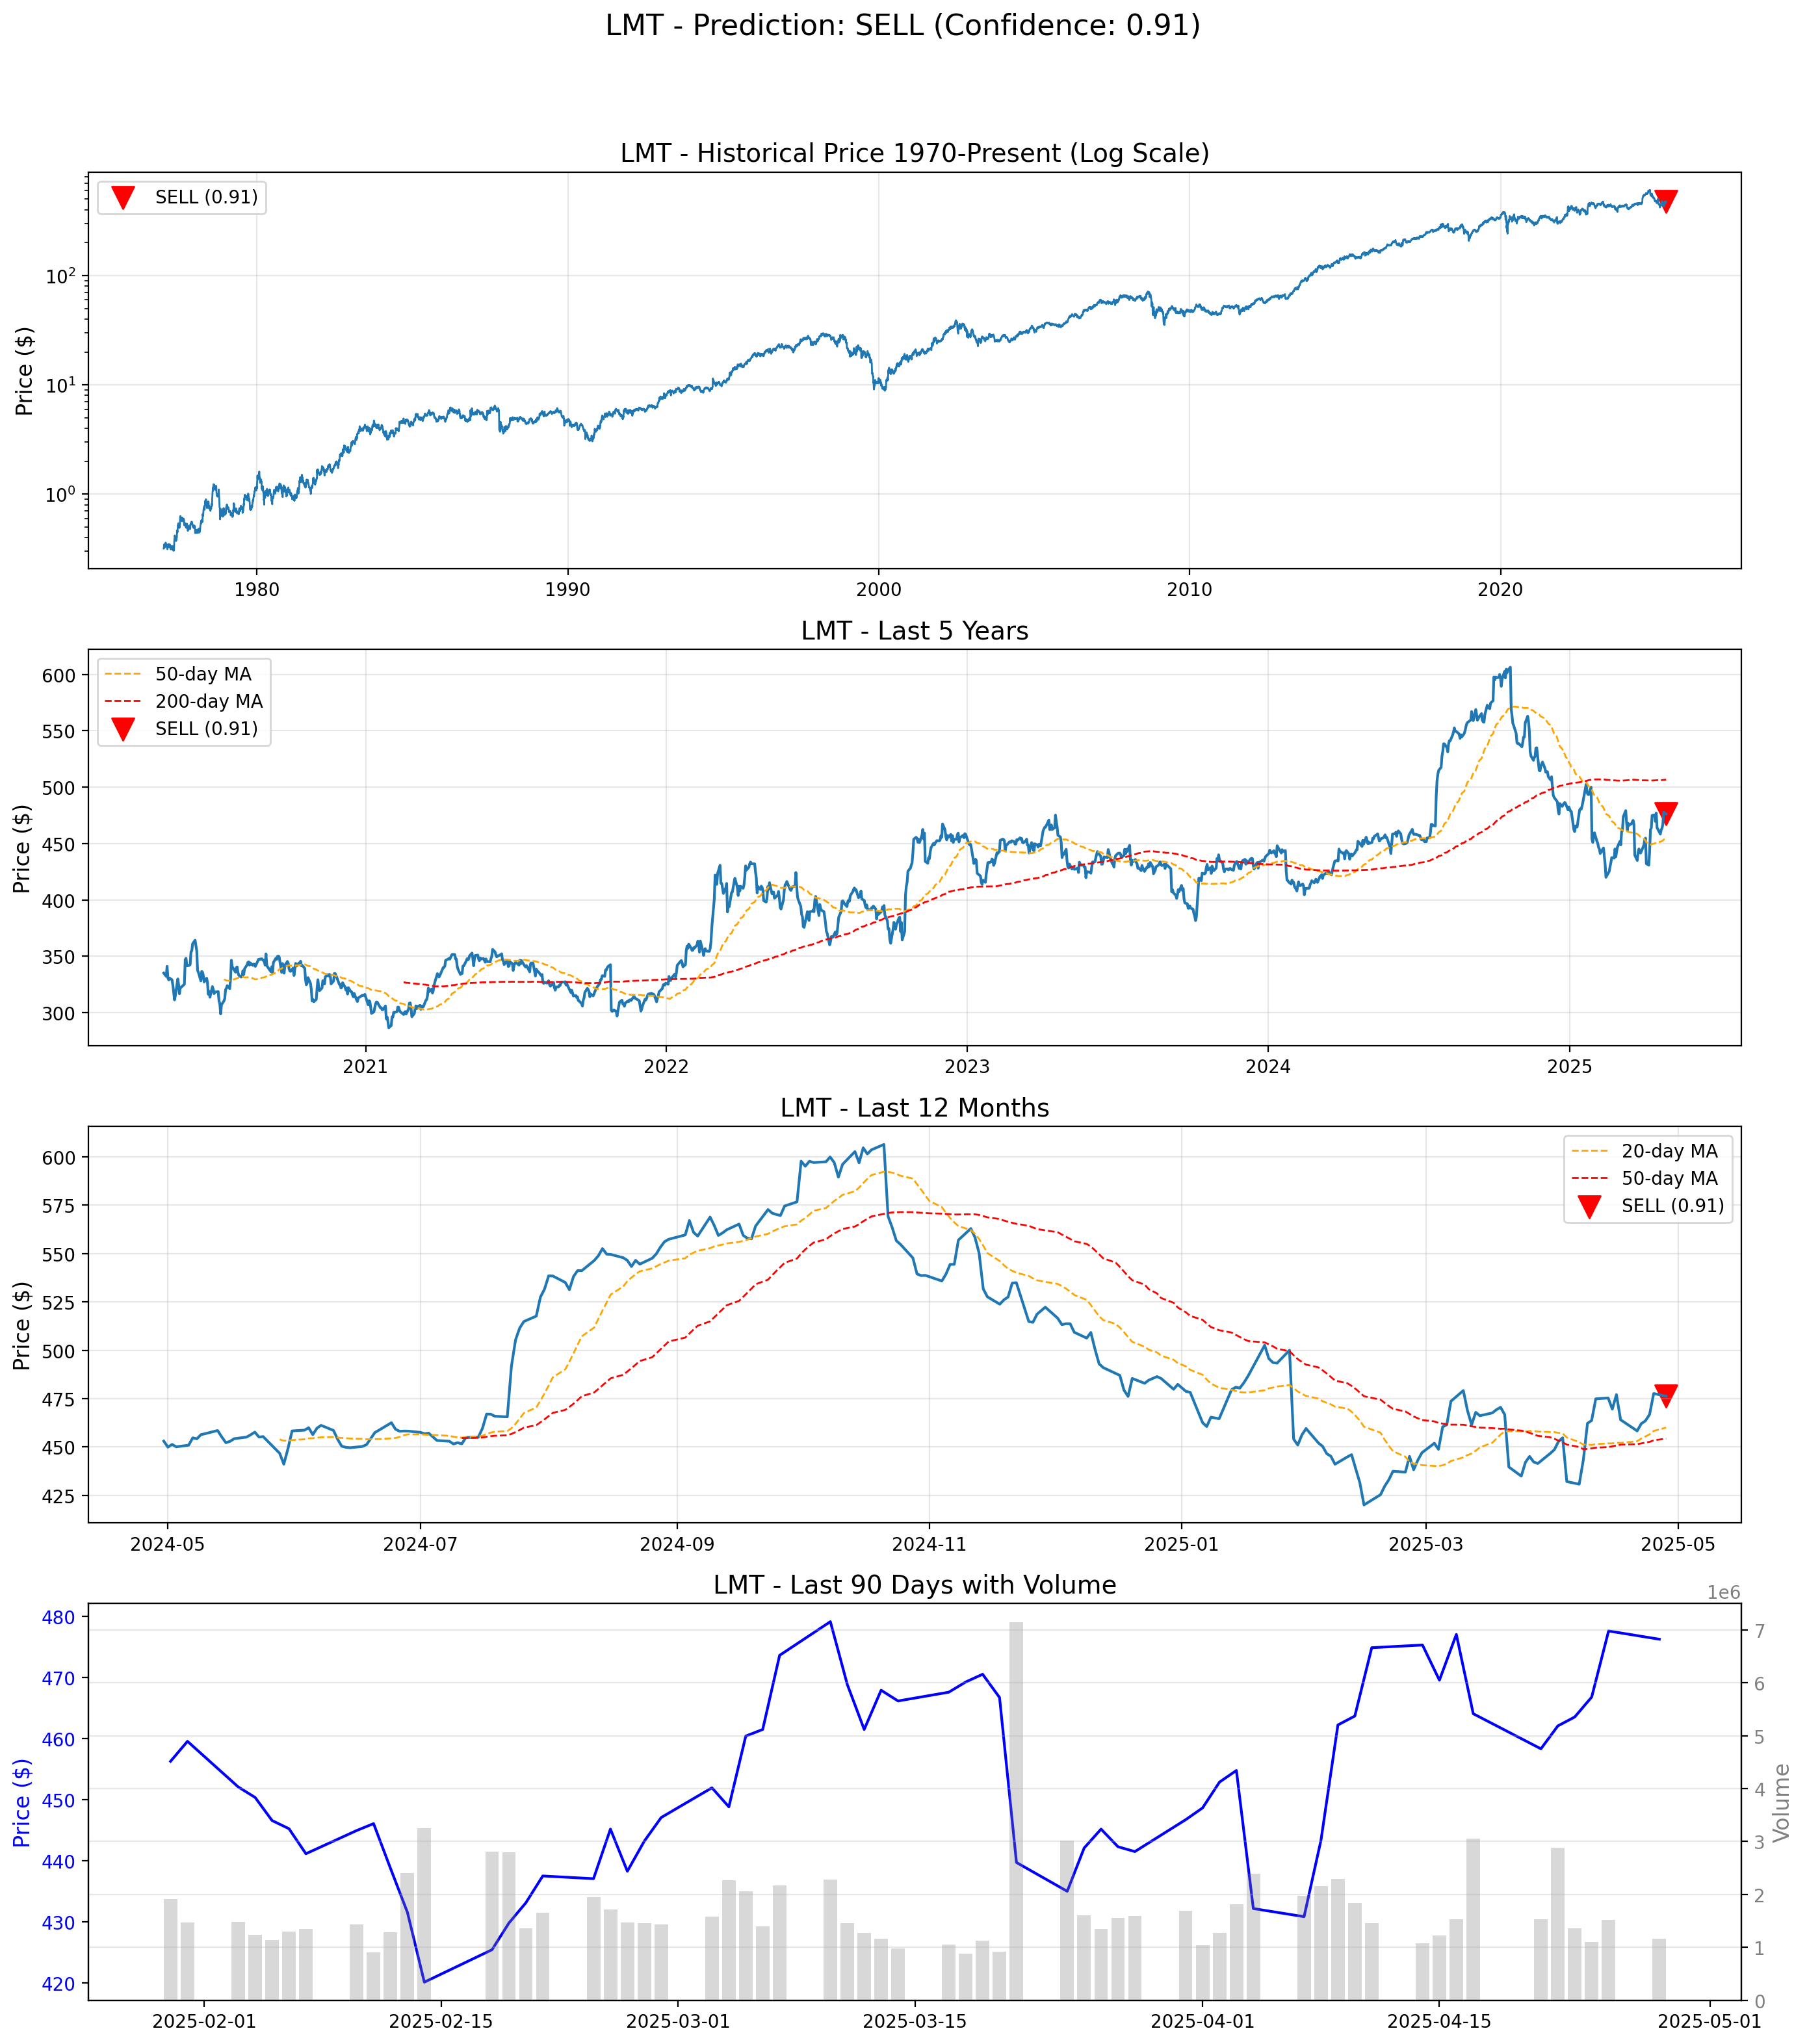 LMT - Prediction: SELL (Confidence: 0.91)
LMT - Historical Price 1970-Present (Log Scale)
SELL (0.91)
Price ($)
10²
10¹
10⁰
1980 1990 2000 2010 2020
LMT - Last 5 Years
50-day MA
200-day MA
SELL (0.91)
Price ($)
600
550
500
450
400
350
300
2021 2022 2023 2024 2025
LMT - Last 12 Months
20-day MA
50-day MA
SELL (0.91)
Price ($)
600
575
550
525
500
475
450
425
2024-05 2024-07 2024-09 2024-11 2025-01 2025-03 2025-05
LMT - Last 90 Days with Volume
1e6
Price ($)
480
470
460
450
440
430
420
7
6
5
4
3
2
1
0
Volume
2025-02-01 2025-02-15 2025-03-01 2025-03-15 2025-04-01 2025-04-15 2025-05-01